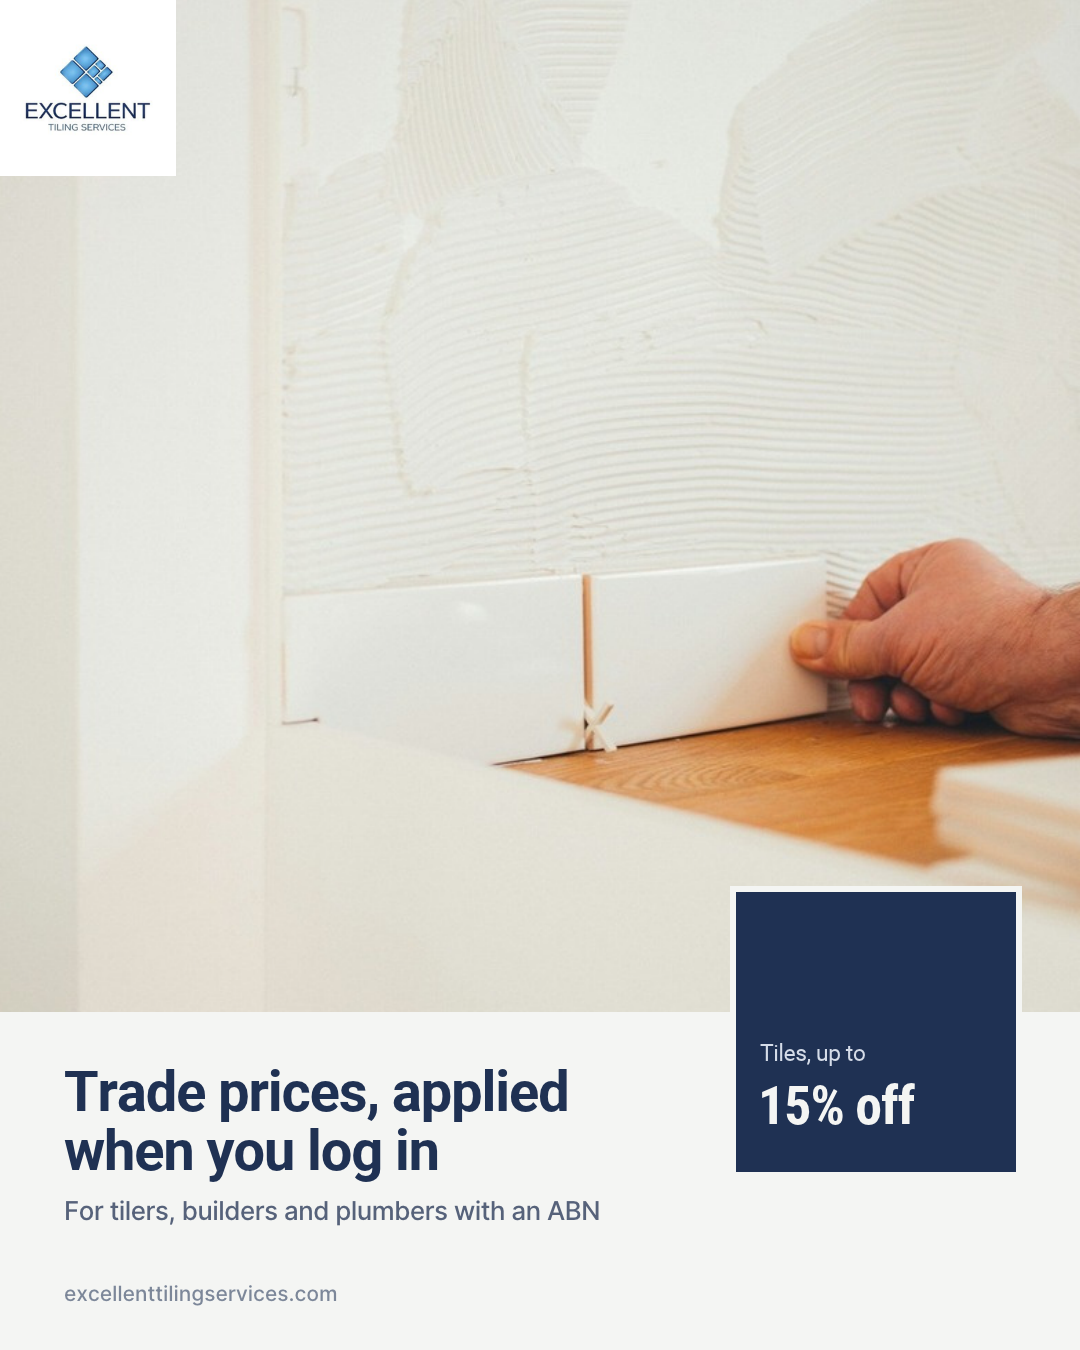 EXCELLENT
TILING SERVICES
Tiles, up to
15% off
Trade prices, applied
when you log in
For tilers, builders and plumbers with an ABN
excellenttilingservices.com